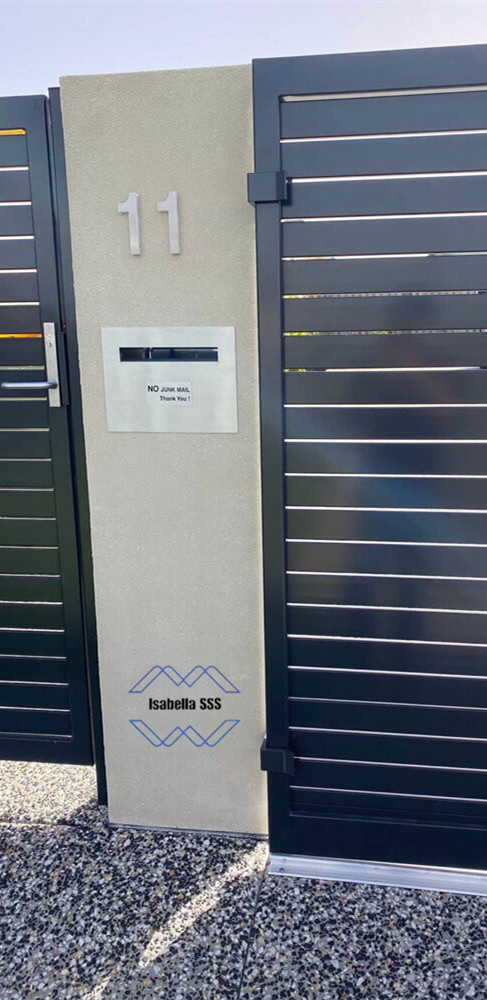 11
NO JUNK MAIL
Thank You !
Isabella SSS